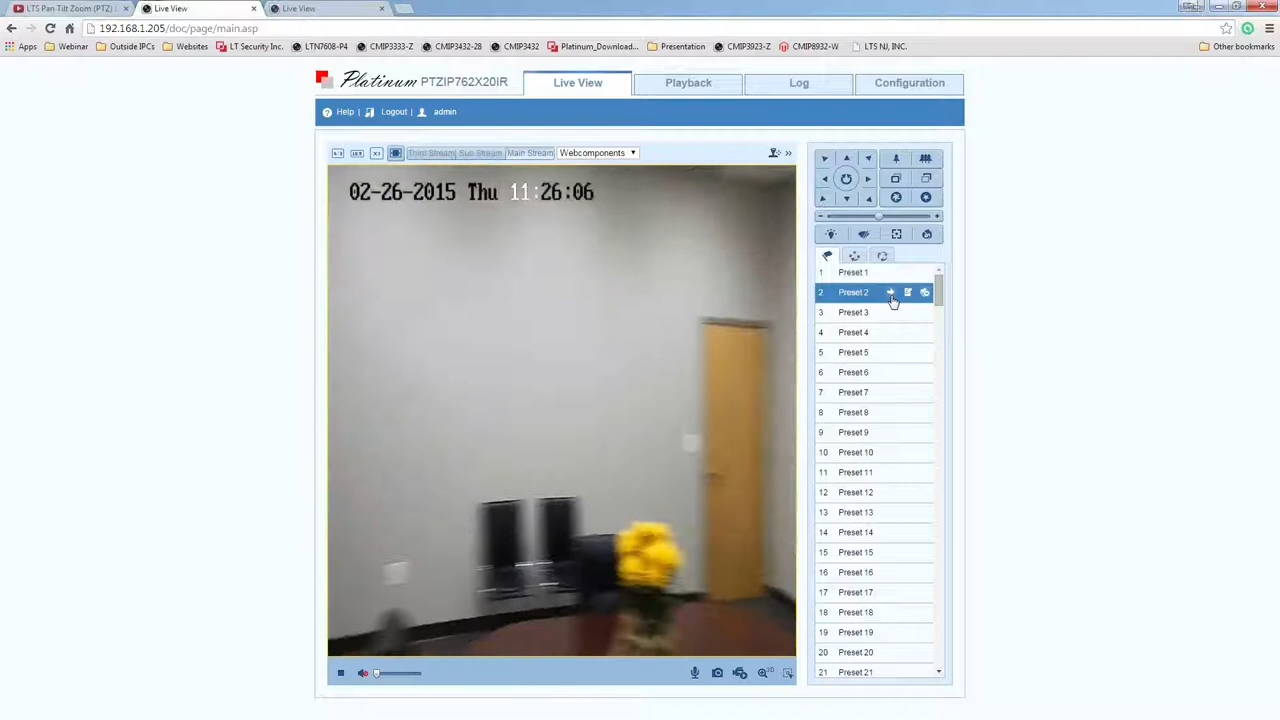 LTS Pan Tilt Zoom (PTZ)
Live View
Live View
192.168.1.205/doc/page/main.asp
Apps Webinar Outside IPCs Websites LT Security Inc. LTN7608-P4 CMIP3333-Z CMIP3432-28 CMIP3432 Platinum_Download... Presentation CMIP3923-Z CMIP8932-W LTS NJ, INC. Other bookmarks
Platinum PTZIP762X20IR
Live View
Playback
Log
Configuration
Help | Logout | admin
Third Stream| Sub Stream| Main Stream Webcomponents
02-26-2015 Thu 11:26:06
1 Preset 1
2 Preset 2
3 Preset 3
4 Preset 4
5 Preset 5
6 Preset 6
7 Preset 7
8 Preset 8
9 Preset 9
10 Preset 10
11 Preset 11
12 Preset 12
13 Preset 13
14 Preset 14
15 Preset 15
16 Preset 16
17 Preset 17
18 Preset 18
19 Preset 19
20 Preset 20
21 Preset 21